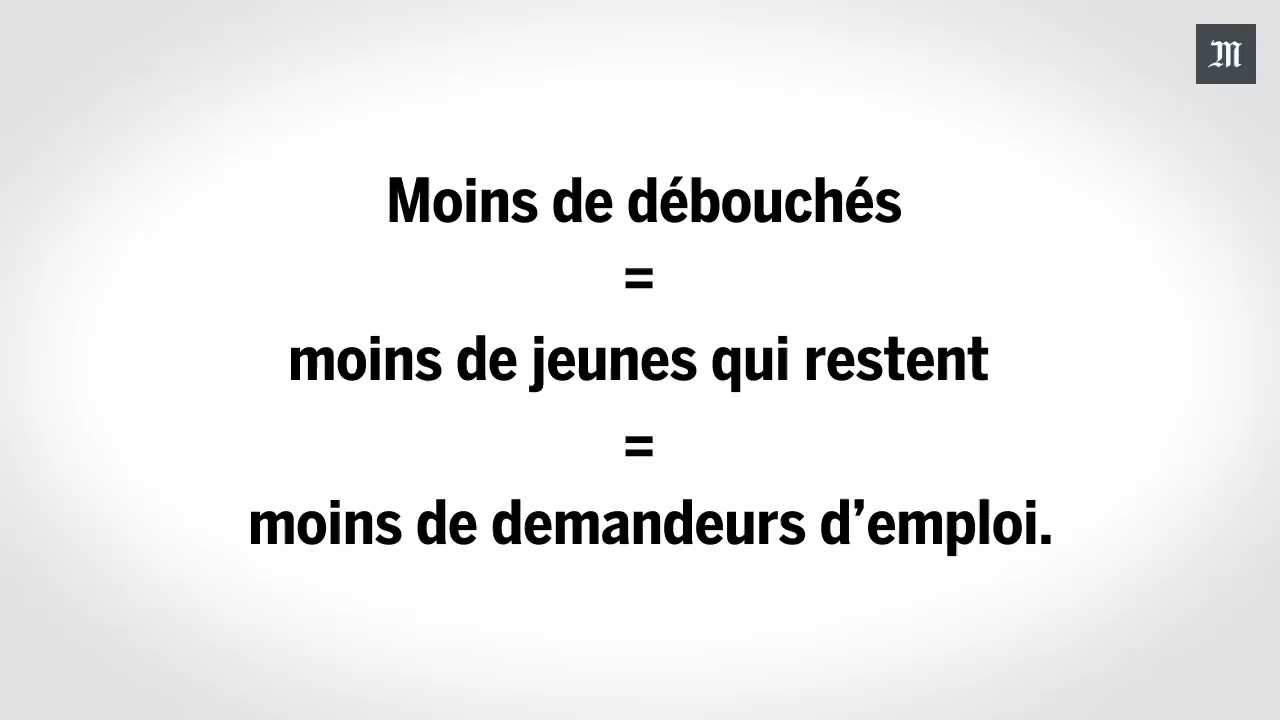 M
Moins de débouchés
=
moins de jeunes qui restent
=
moins de demandeurs d’emploi.